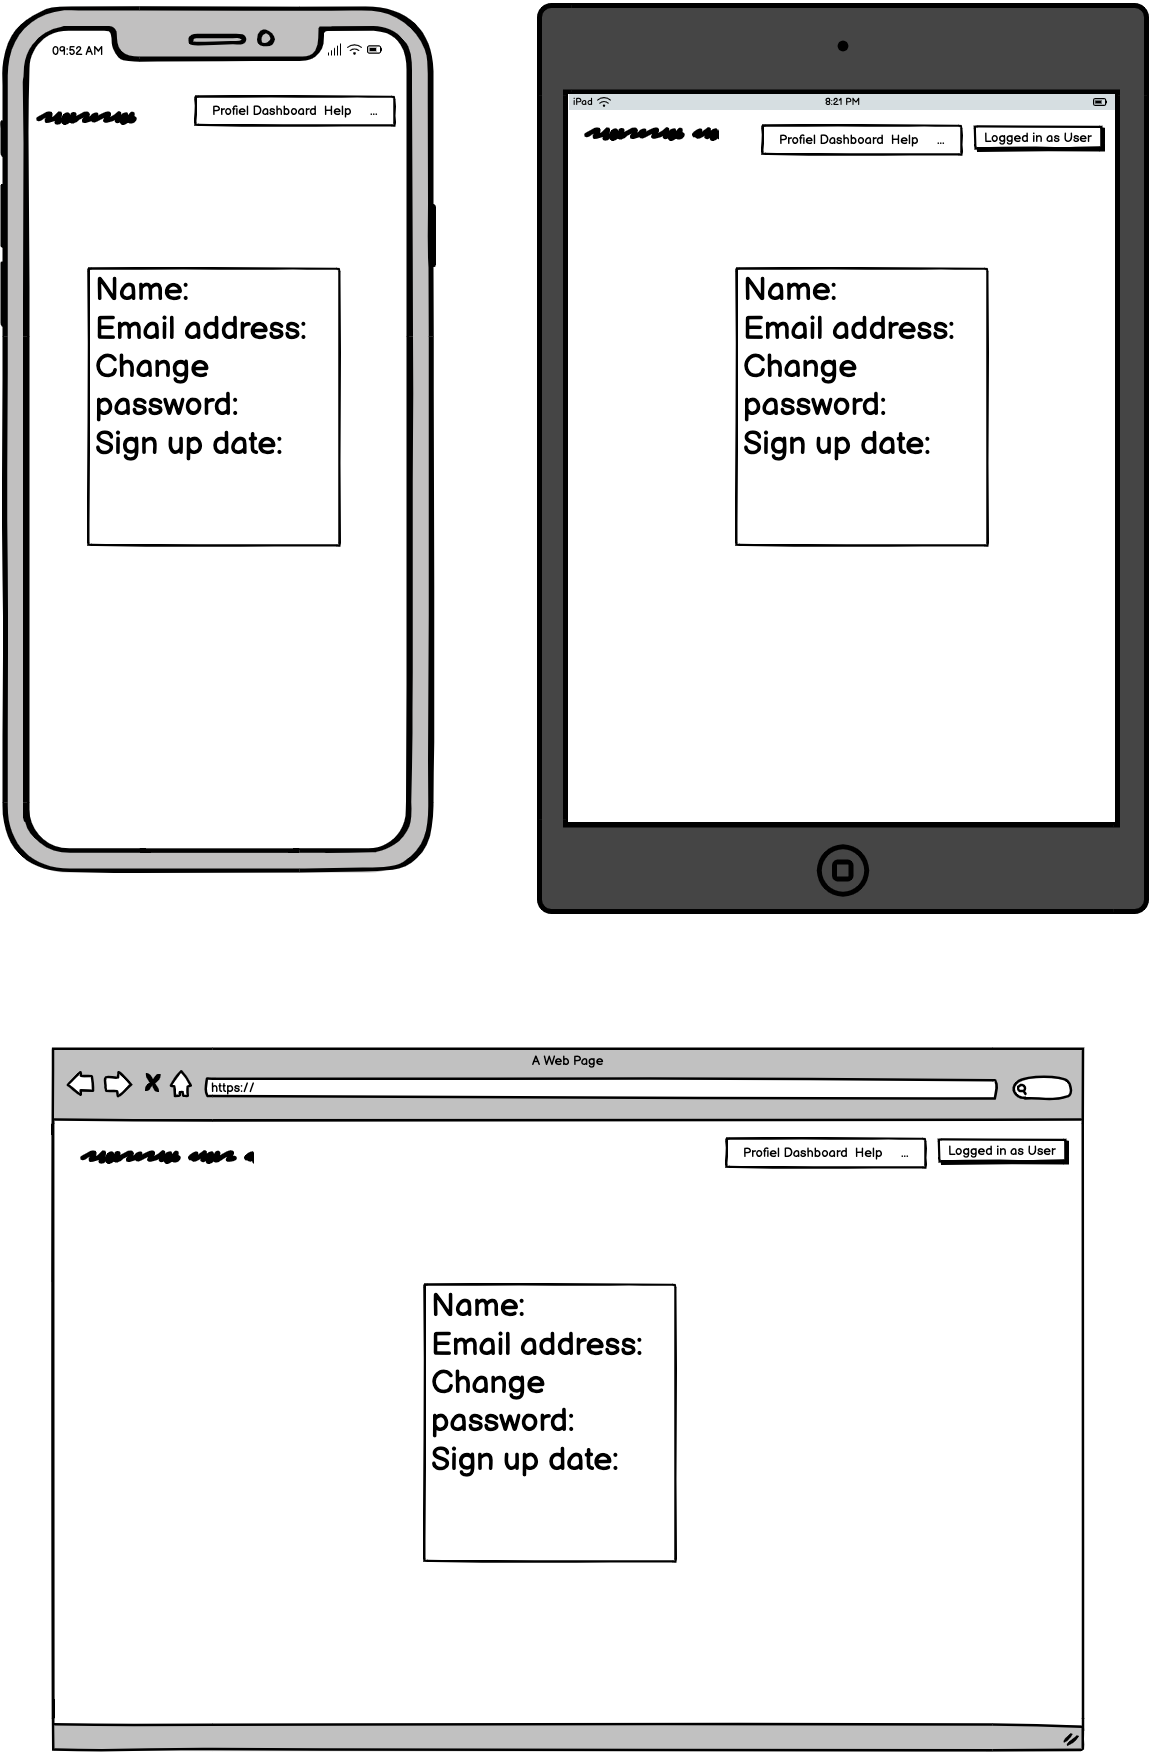 09:52 AM
Profiel Dashboard Help ...
Name:
Email address:
Change
password:
Sign up date:
iPad 8:21 PM
Profiel Dashboard Help ...
Logged in as User
Name:
Email address:
Change
password:
Sign up date:
A Web Page
https://
Profiel Dashboard Help ...
Logged in as User
Name:
Email address:
Change
password:
Sign up date: